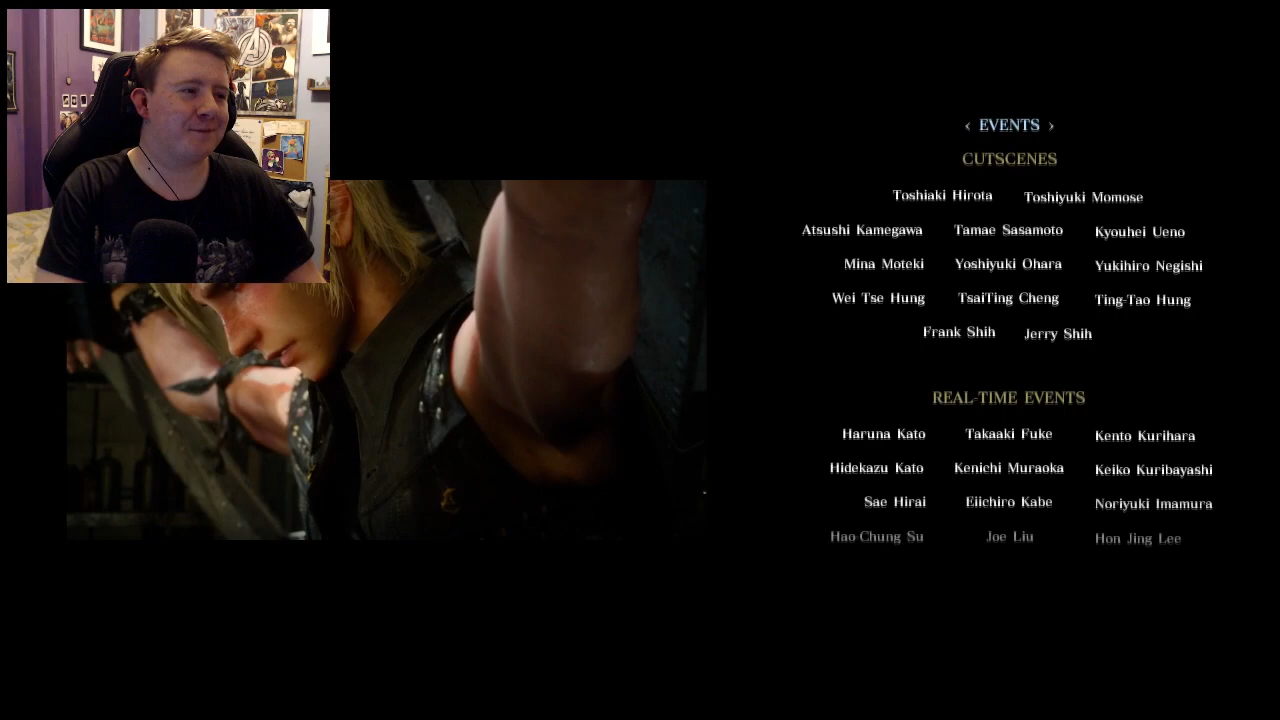 ‹ EVENTS ›
CUTSCENES
Toshiaki Hirota Toshiyuki Momose
Atsushi Kamegawa Tamae Sasamoto Kyouhei Ueno
Mina Moteki Yoshiyuki Ohara Yukihiro Negishi
Wei Tse Hung TsaiTing Cheng Ting-Tao Hung
Frank Shih Jerry Shih
REAL-TIME EVENTS
Haruna Kato Takaaki Fuke Kento Kurihara
Hidekazu Kato Kenichi Muraoka Keiko Kuribayashi
Sae Hirai Eiichiro Kabe Noriyuki Imamura
Hao-Chung Su Joe Liu Hon Jing Lee